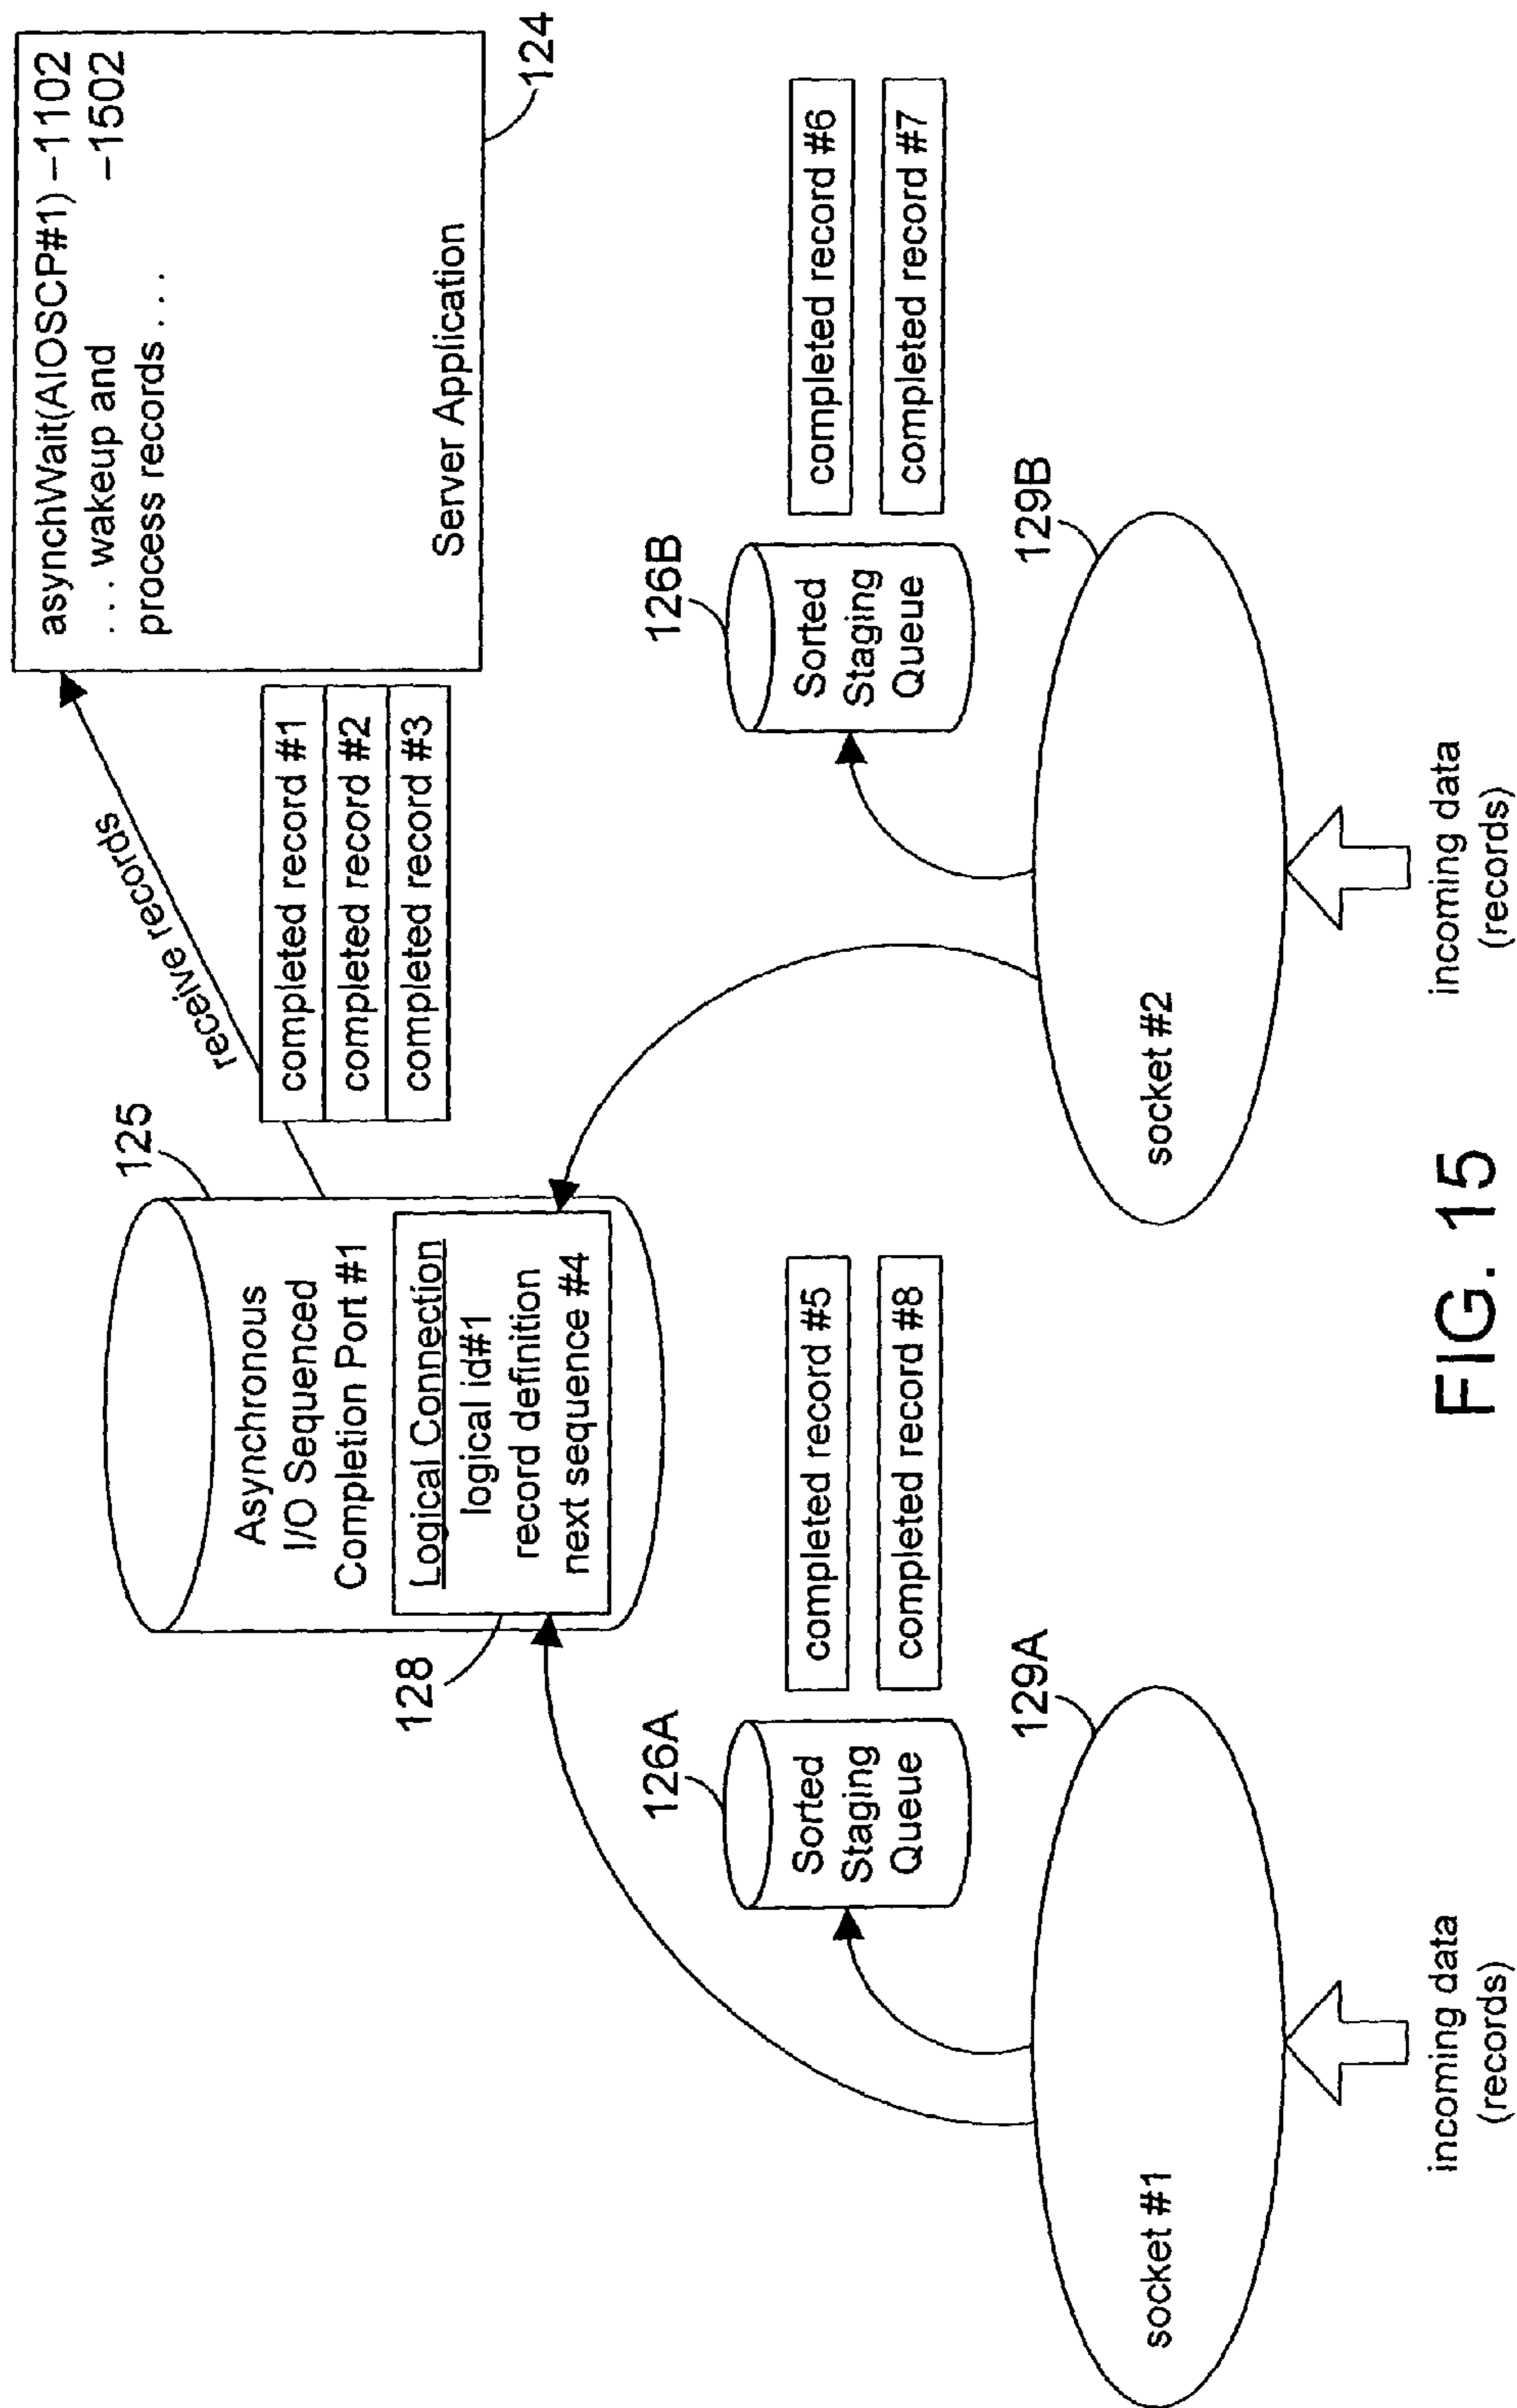 asynchWait(AIOSCP#1) –1102
. . . wakeup and –1502
process records . . .
Server Application
124
receive records
completed record #1
completed record #2
completed record #3
125
Asynchronous
I/O Sequenced
Completion Port #1
Logical Connection
logical id#1
record definition
next sequence #4
128
126A
Sorted
Staging
Queue
completed record #5
completed record #8
126B
Sorted
Staging
Queue
completed record #6
completed record #7
129A
socket #1
129B
socket #2
incoming data
(records)
incoming data
(records)
FIG. 15